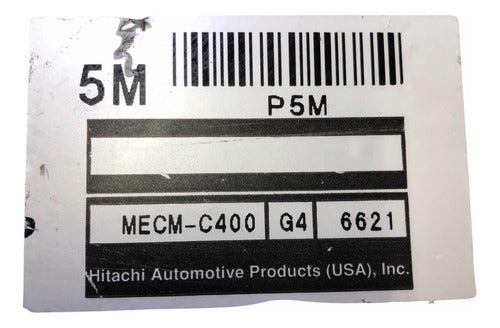 5M
P5M
MECM-C400 G4 6621
Hitachi Automotive Products (USA), Inc.